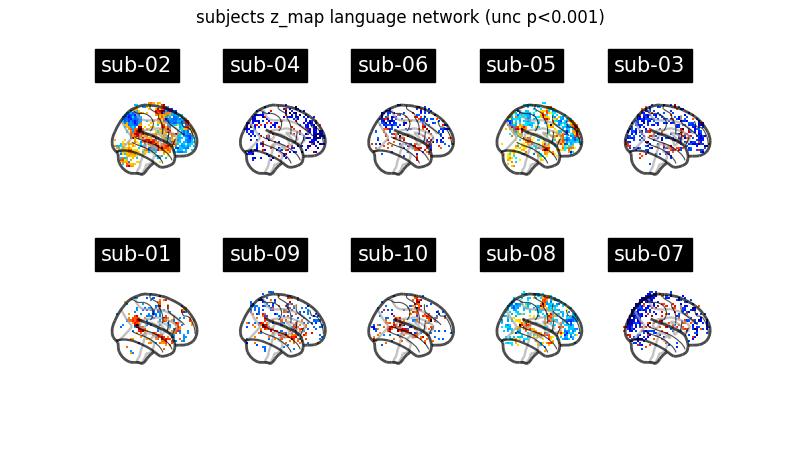 subjects z_map language network (unc p<0.001)
sub-02
sub-04
sub-06
sub-05
sub-03
sub-01
sub-09
sub-10
sub-08
sub-07